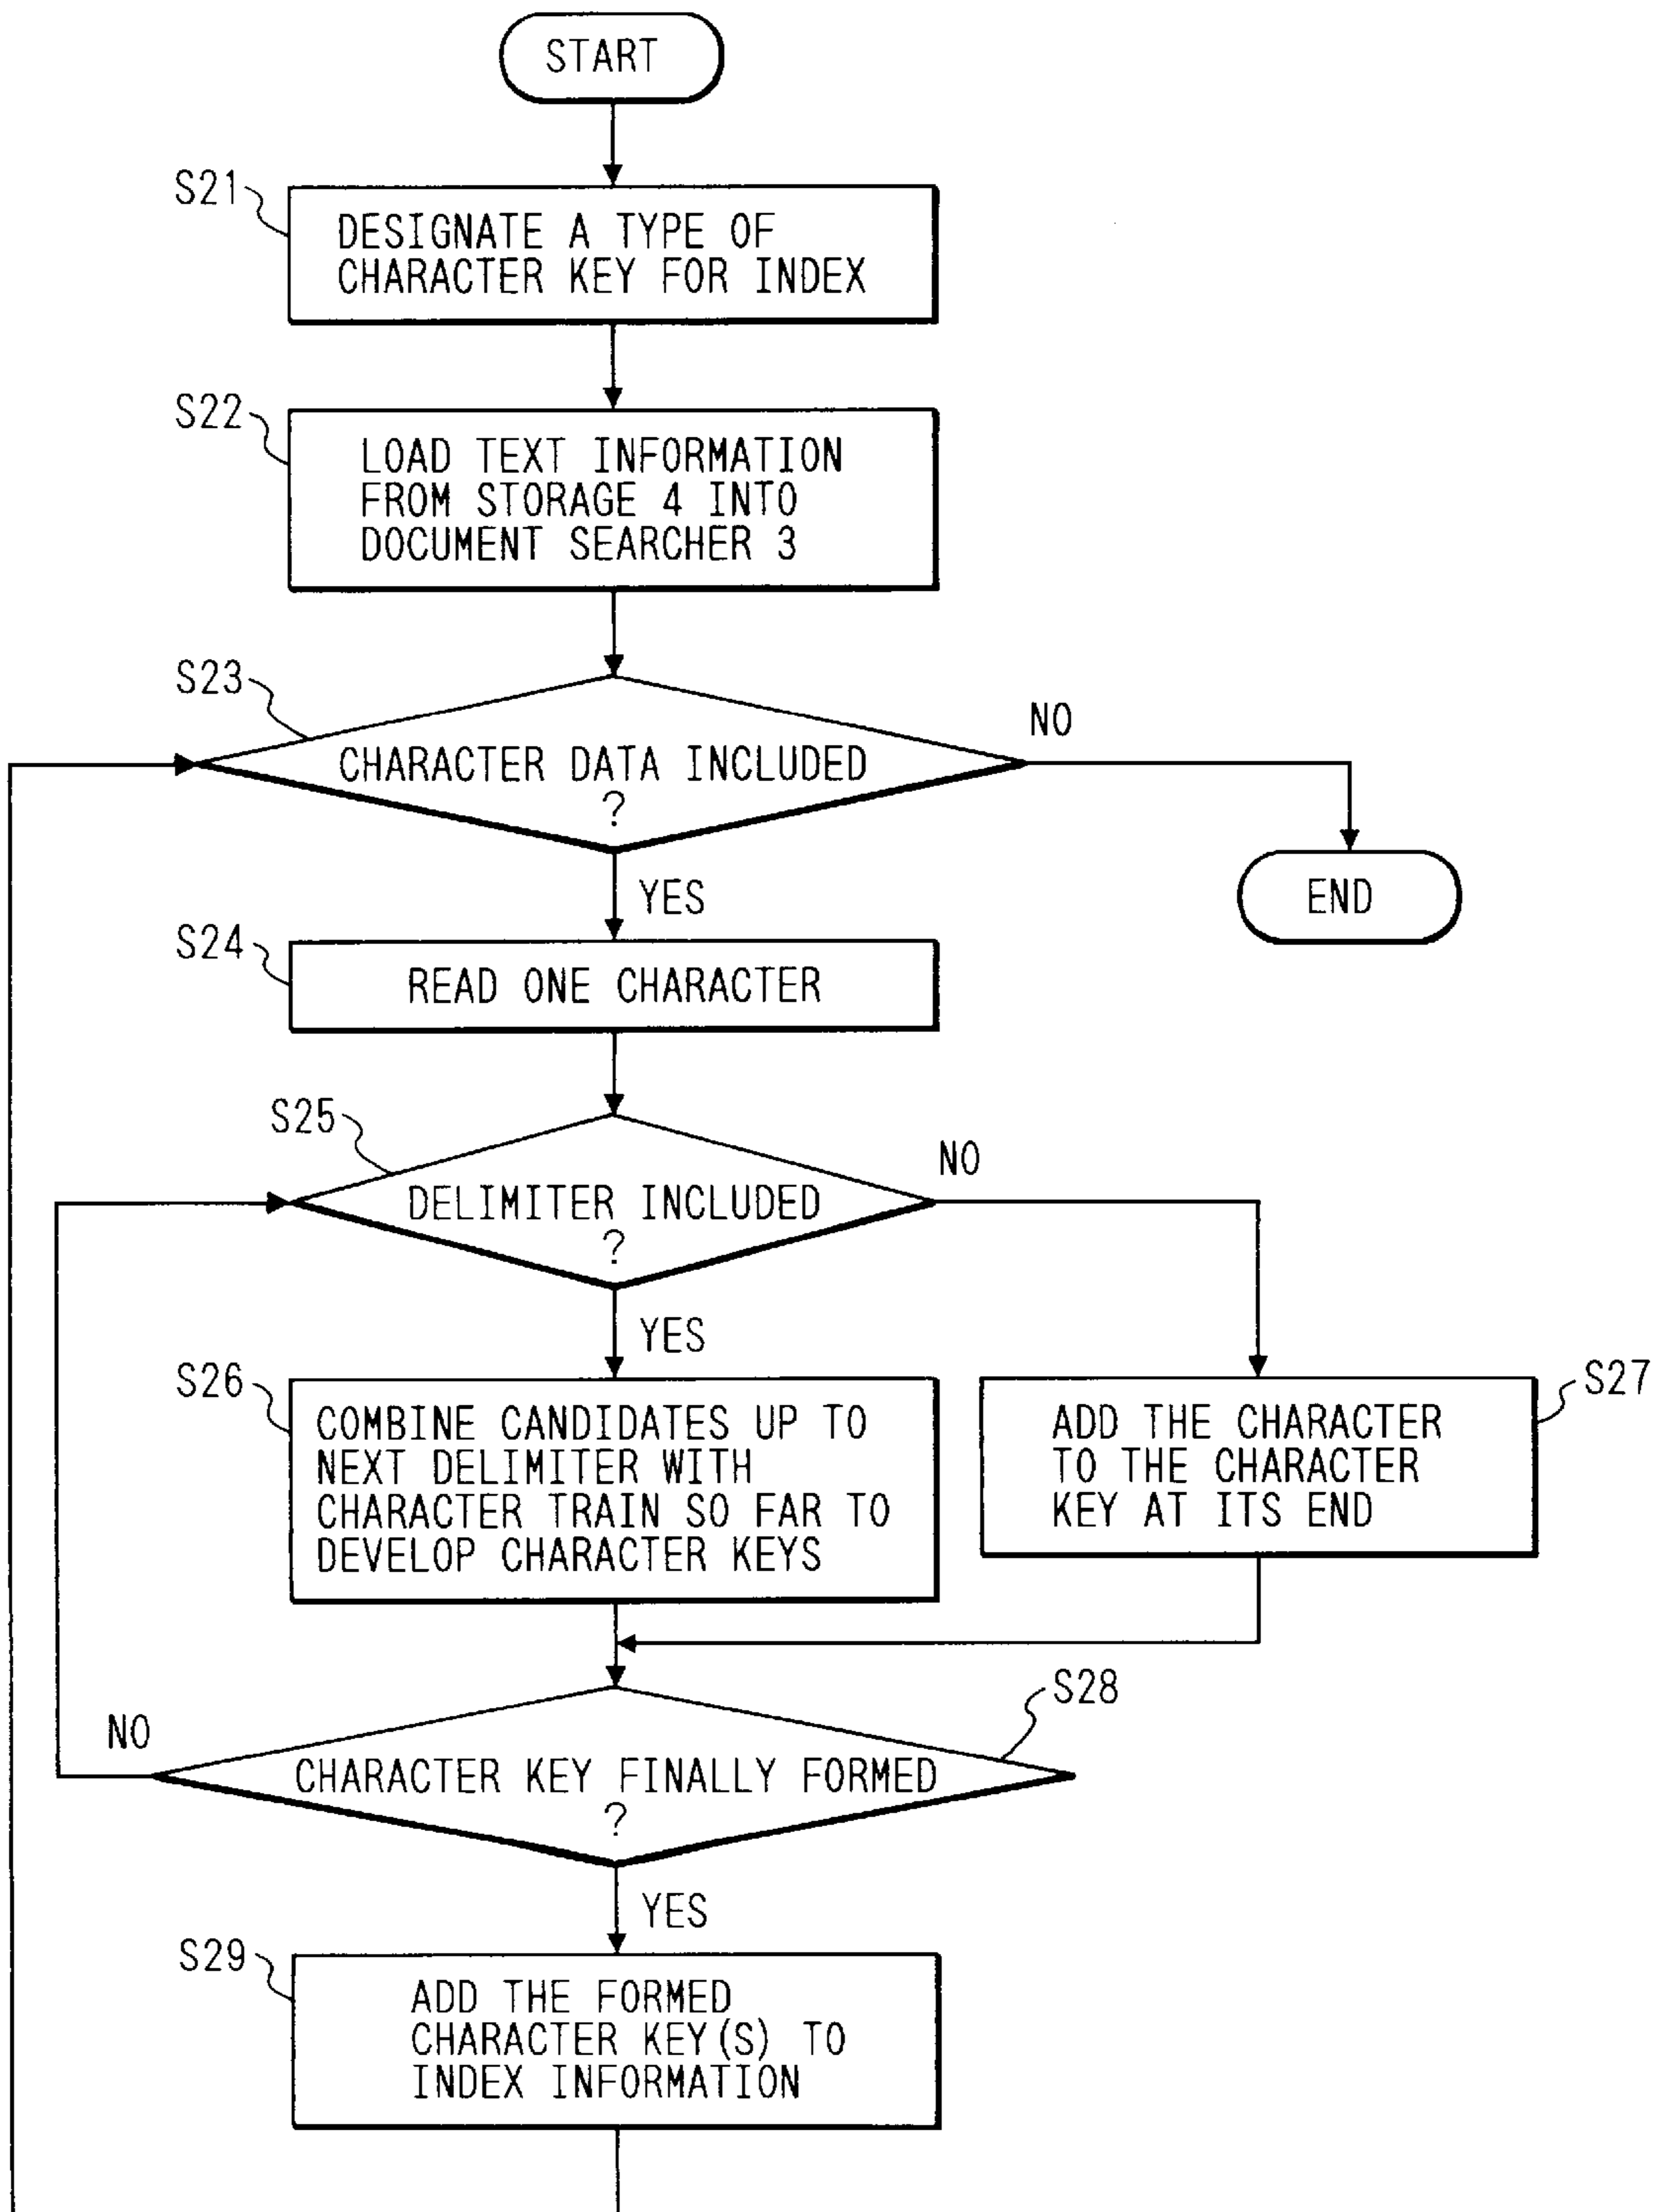 START
S21
DESIGNATE A TYPE OF
CHARACTER KEY FOR INDEX
S22
LOAD TEXT INFORMATION
FROM STORAGE 4 INTO
DOCUMENT SEARCHER 3
S23
CHARACTER DATA INCLUDED
?
NO
END
YES
S24
READ ONE CHARACTER
S25
DELIMITER INCLUDED
?
NO
YES
S26
COMBINE CANDIDATES UP TO
NEXT DELIMITER WITH
CHARACTER TRAIN SO FAR TO
DEVELOP CHARACTER KEYS
S27
ADD THE CHARACTER
TO THE CHARACTER
KEY AT ITS END
S28
NO
CHARACTER KEY FINALLY FORMED
?
YES
S29
ADD THE FORMED
CHARACTER KEY(S) TO
INDEX INFORMATION